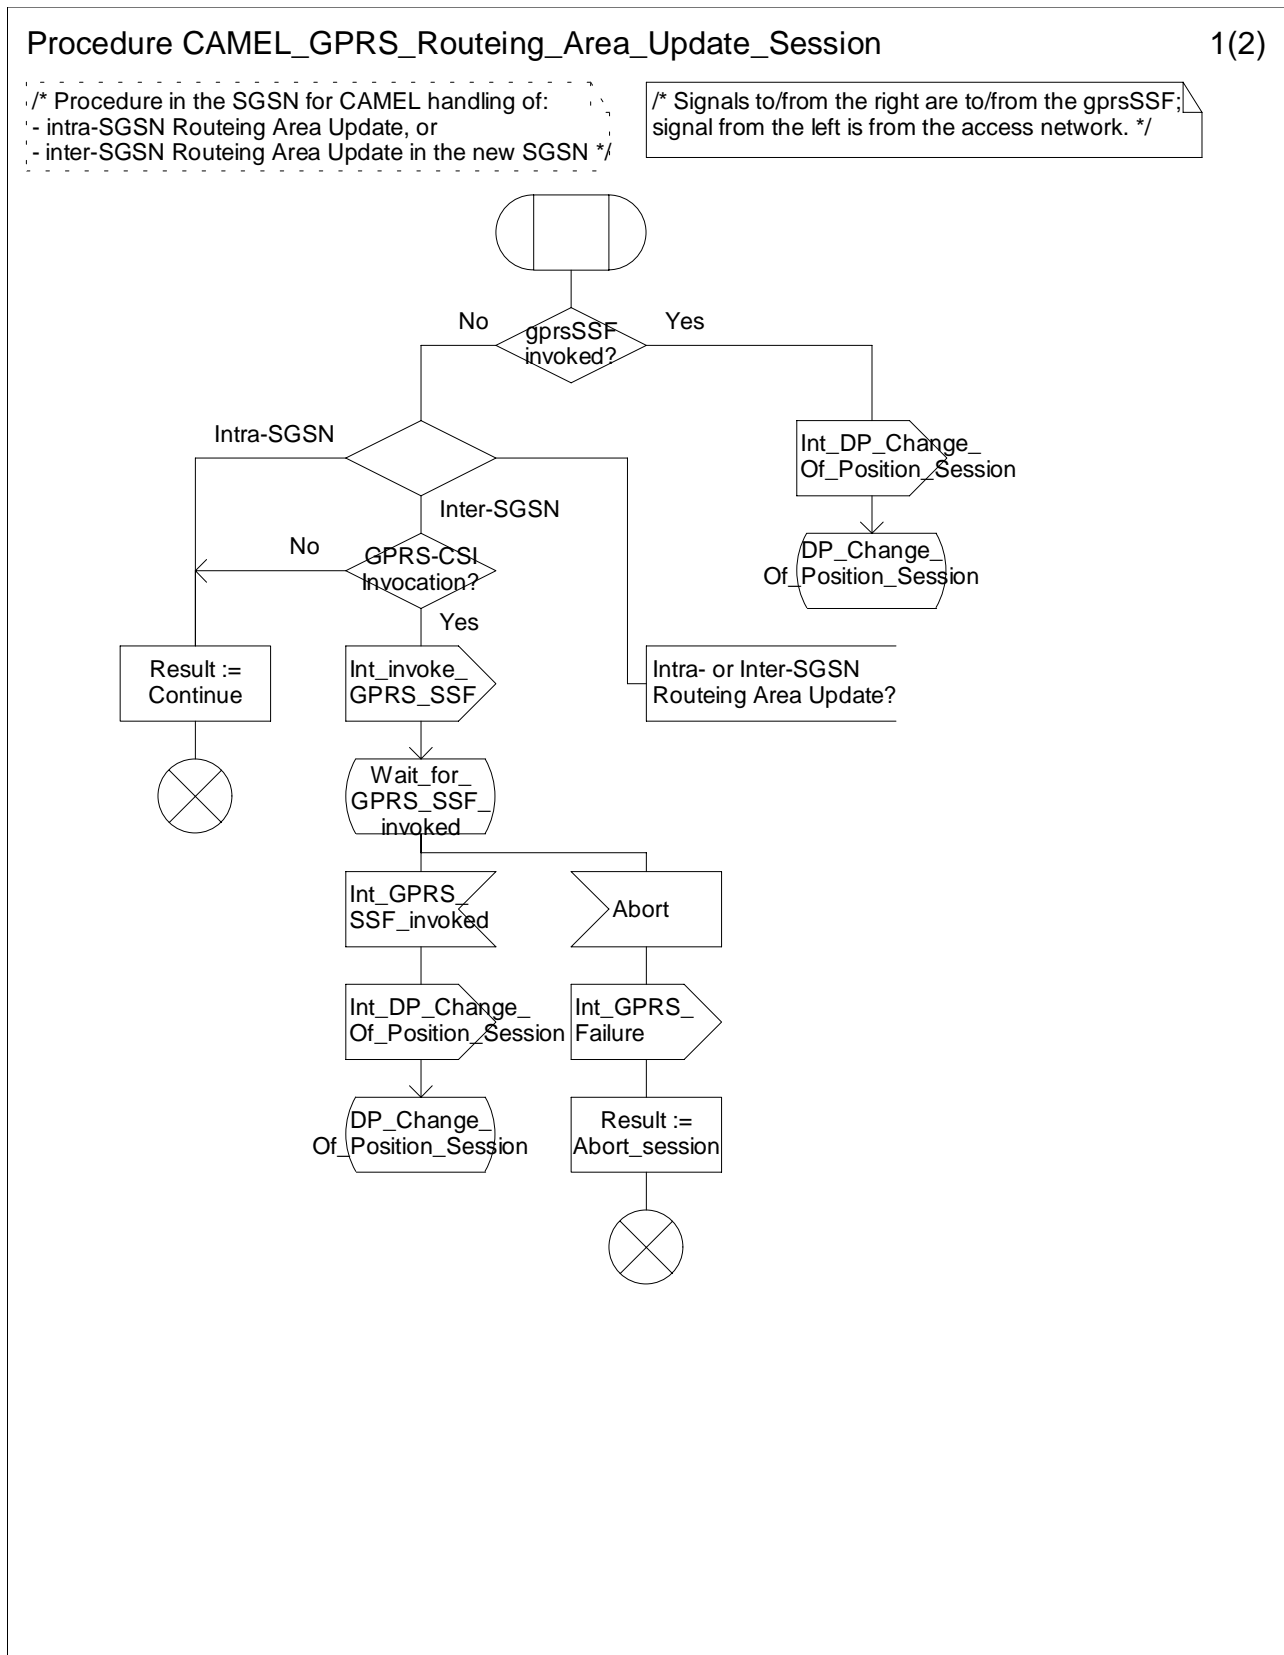 Procedure CAMEL_GPRS_Routeing_Area_Update_Session
1(2)
/* Procedure in the SGSN for CAMEL handling of:
- intra-SGSN Routeing Area Update, or
- inter-SGSN Routeing Area Update in the new SGSN */
/* Signals to/from the right are to/from the gprsSSF;
signal from the left is from the access network. */
No
gprsSSF
invoked?
Yes
Intra-SGSN
Int_DP_Change_
Of_Position_Session
Inter-SGSN
No
GPRS-CSI
Invocation?
DP_Change_
Of_Position_Session
Yes
Result :=
Continue
Int_invoke_
GPRS_SSF
Intra- or Inter-SGSN
Routeing Area Update?
Wait_for_
GPRS_SSF_
invoked
Int_GPRS_
SSF_invoked
Abort
Int_DP_Change_
Of_Position_Session
Int_GPRS_
Failure
DP_Change_
Of_Position_Session
Result :=
Abort_session